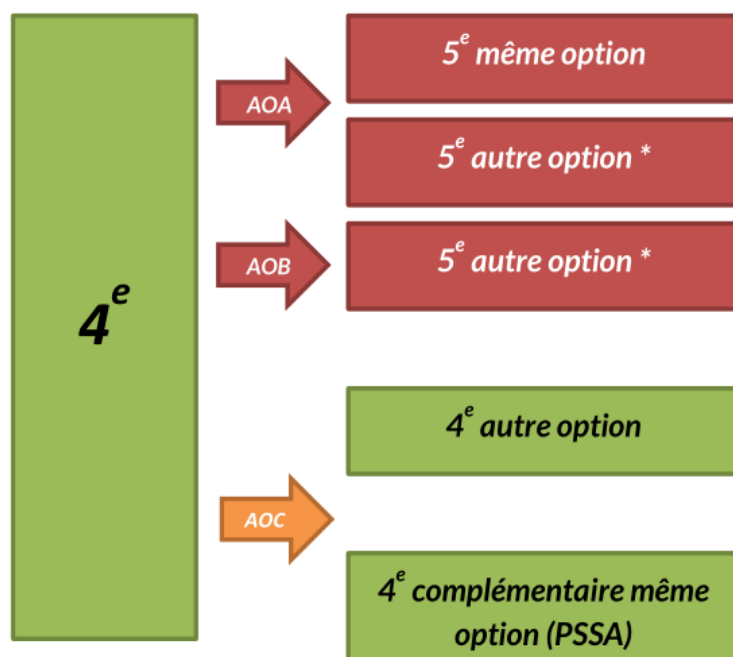 4e
AOA
5e même option
5e autre option *
AOB
5e autre option *
4e autre option
AOC
4e complémentaire même
option (PSSA)